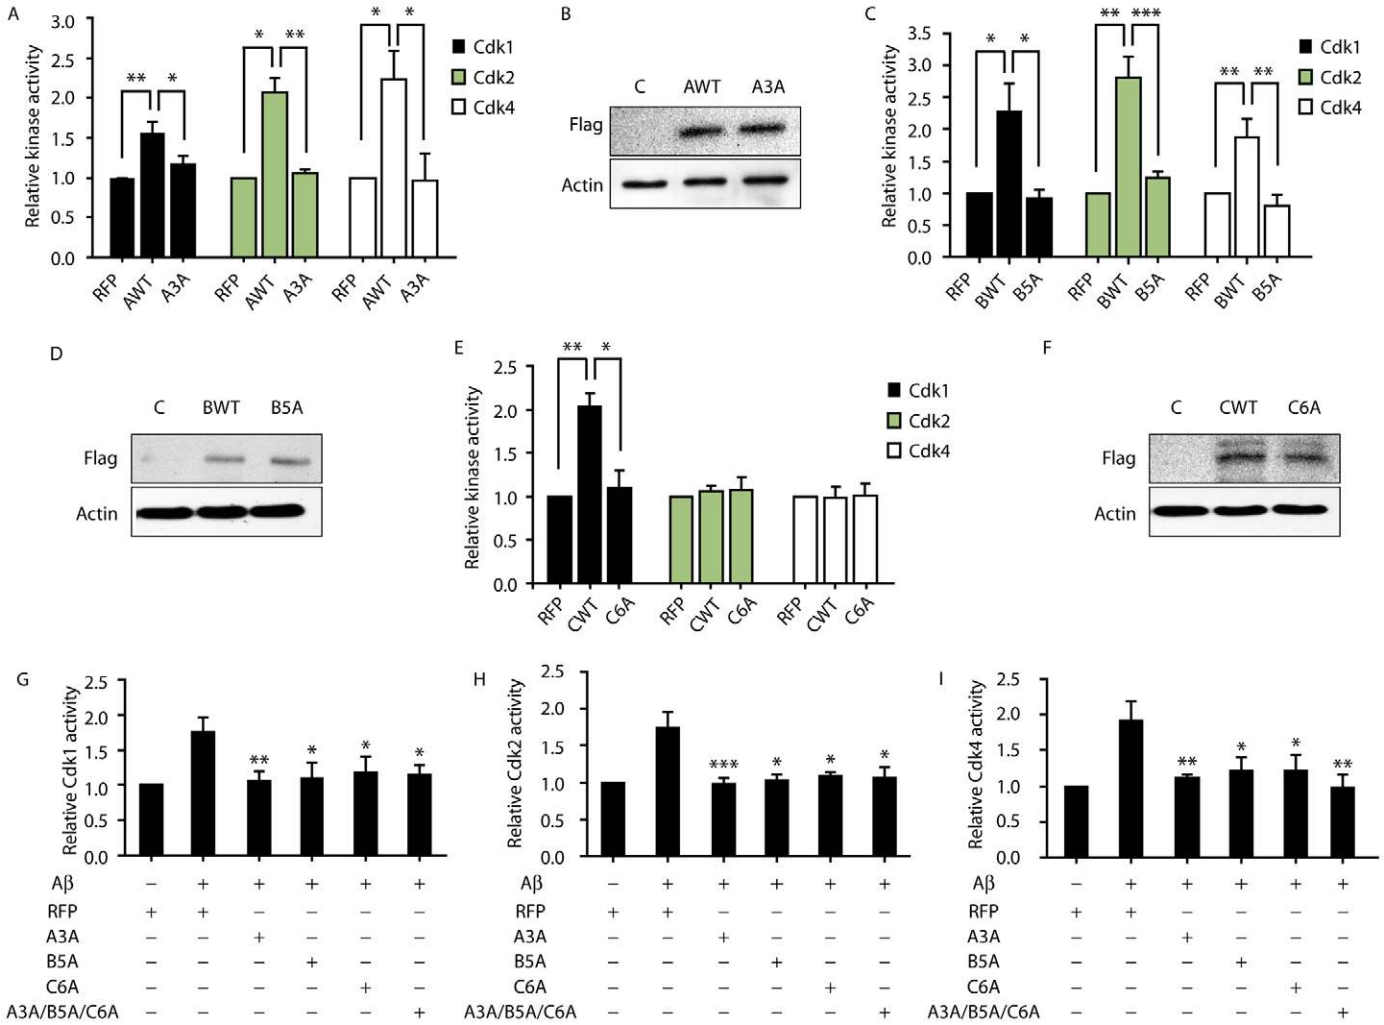 A
Relative kinase activity
3.0
2.5
2.0
1.5
1.0
0.5
0.0
** * * ** * *
RFP AWT A3A RFP AWT A3A RFP AWT A3A
Cdk1
Cdk2
Cdk4
B
C AWT A3A
Flag
Actin
C
Relative kinase activity
3.5
3.0
2.5
2.0
1.5
1.0
0.5
0.0
* * ** *** ** **
RFP BWT B5A RFP BWT B5A RFP BWT B5A
Cdk1
Cdk2
Cdk4
D
C BWT B5A
Flag
Actin
E
Relative kinase activity
2.5
2.0
1.5
1.0
0.5
0.0
** *
RFP CWT C6A RFP CWT C6A RFP CWT C6A
Cdk1
Cdk2
Cdk4
F
C CWT C6A
Flag
Actin
G
Relative Cdk1 activity
2.5
2.0
1.5
1.0
0.5
0.0
** * * *
Aβ − + + + + +
RFP + + − − − −
A3A − − + − − −
B5A − − − + − −
C6A − − − − + −
A3A/B5A/C6A − − − − − +
H
Relative Cdk2 activity
2.5
2.0
1.5
1.0
0.5
0.0
*** * * *
Aβ − + + + + +
RFP + + − − − −
A3A − − + − − −
B5A − − − + − −
C6A − − − − + −
A3A/B5A/C6A − − − − − +
I
Relative Cdk4 activity
2.5
2.0
1.5
1.0
0.5
0.0
** * * **
Aβ − + + + + +
RFP + + − − − −
A3A − − + − − −
B5A − − − + − −
C6A − − − − + −
A3A/B5A/C6A − − − − − +